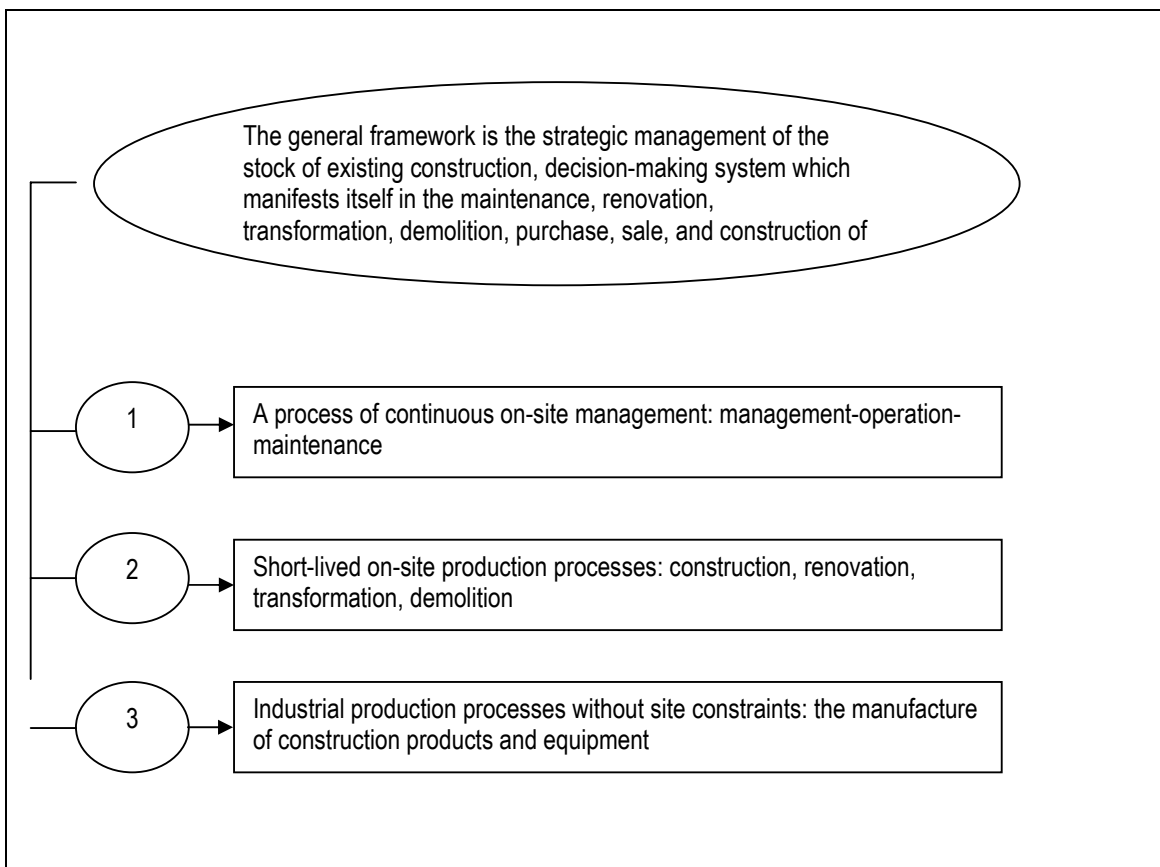 The general framework is the strategic management of the
stock of existing construction, decision-making system which
manifests itself in the maintenance, renovation,
transformation, demolition, purchase, sale, and construction of
1
A process of continuous on-site management: management-operation-
maintenance
2
Short-lived on-site production processes: construction, renovation,
transformation, demolition
3
Industrial production processes without site constraints: the manufacture
of construction products and equipment